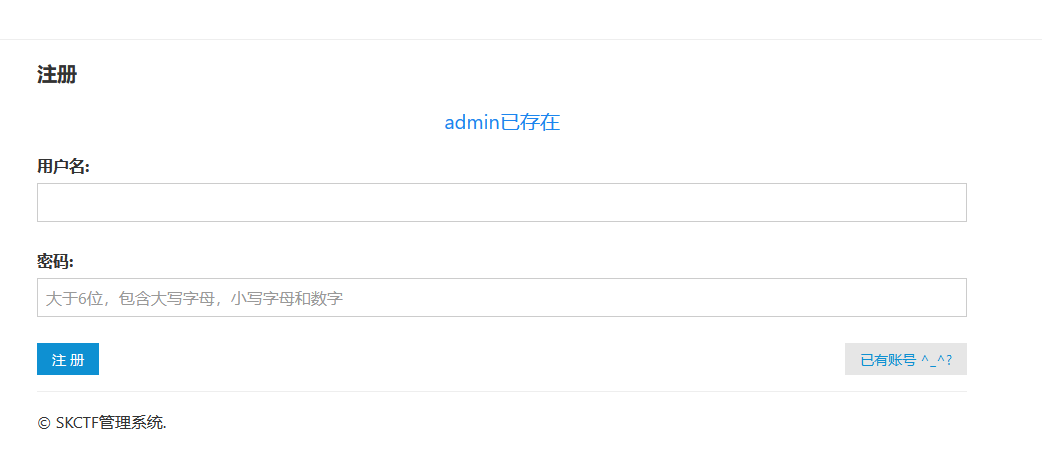 注册
admin已存在
用户名:
密码:
大于6位，包含大写字母，小写字母和数字
注 册
已有账号 ^_^?
© SKCTF管理系统.